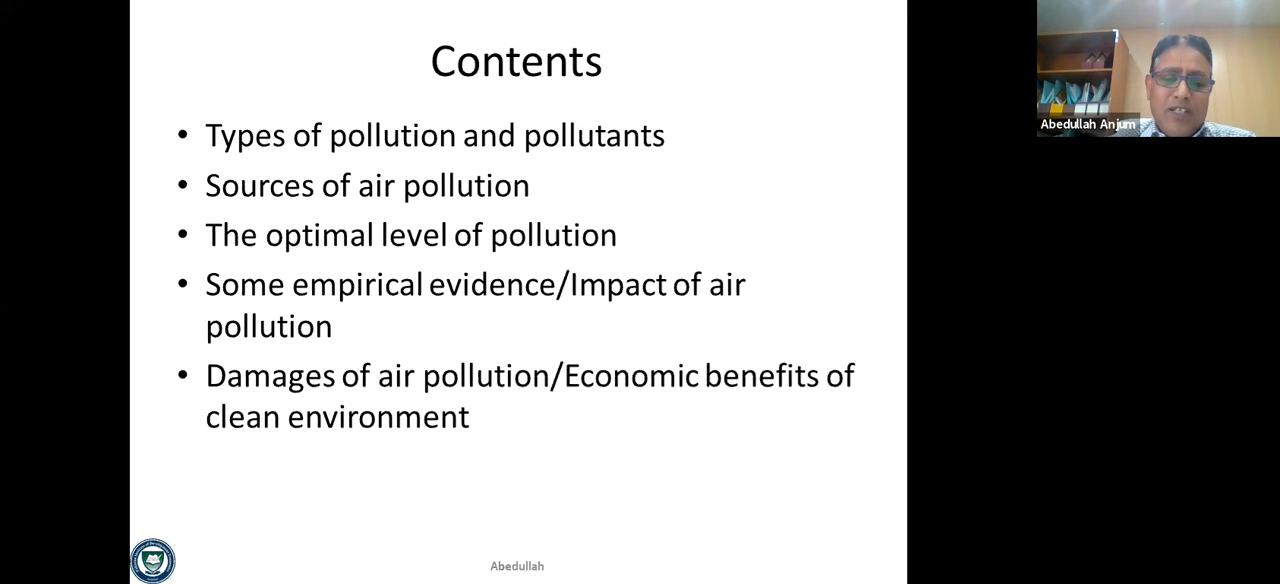 Contents
• Types of pollution and pollutants
• Sources of air pollution
• The optimal level of pollution
• Some empirical evidence/Impact of air
pollution
• Damages of air pollution/Economic benefits of
clean environment
Abedullah
Abedullah Anjum